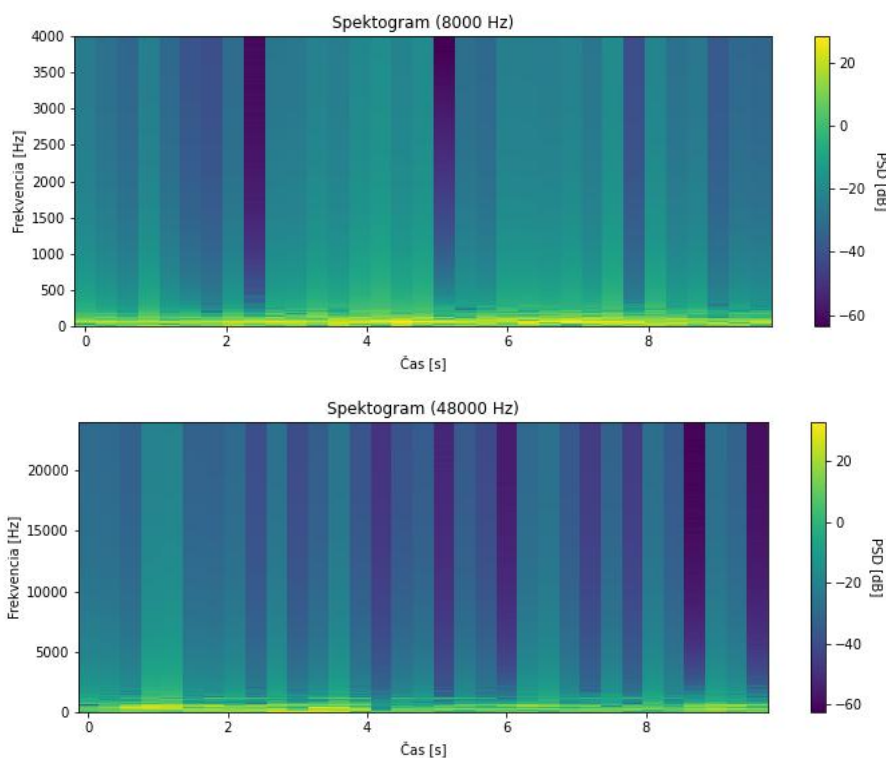 Spektogram (8000 Hz)
4000
3500
3000
2500
2000
1500
1000
500
0
Frekvencia [Hz]
0 2 4 6 8
Čas [s]
20
0
−20
−40
−60
PSD [dB]
Spektogram (48000 Hz)
20000
15000
10000
5000
0
Frekvencia [Hz]
0 2 4 6 8
Čas [s]
20
0
−20
−40
−60
PSD [dB]